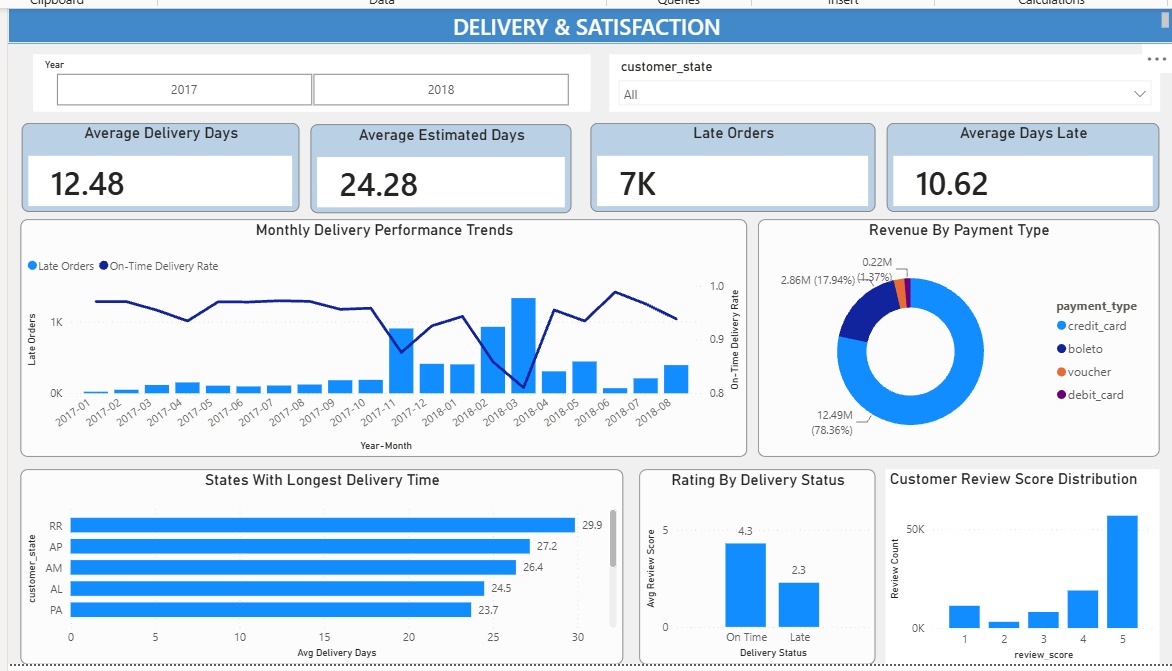 Clipboard Data Queries Insert Calculations
DELIVERY & SATISFACTION
Year
2017 2018
customer_state
All
Average Delivery Days
12.48
Average Estimated Days
24.28
Late Orders
7K
Average Days Late
10.62
Monthly Delivery Performance Trends
Late Orders On-Time Delivery Rate
Late Orders
1K
0K
1.0
0.9
0.8
On-Time Delivery Rate
2017-01 2017-02 2017-03 2017-04 2017-05 2017-06 2017-07 2017-08 2017-09 2017-10 2017-11 2017-12 2018-01 2018-02 2018-03 2018-04 2018-05 2018-06 2018-07 2018-08
Year-Month
Revenue By Payment Type
0.22M
(1.37%)
2.86M (17.94%)
12.49M
(78.36%)
payment_type
credit_card
boleto
voucher
debit_card
States With Longest Delivery Time
customer_state
RR 29.9
AP 27.2
AM 26.4
AL 24.5
PA 23.7
0 5 10 15 20 25 30
Avg Delivery Days
Rating By Delivery Status
Avg Review Score
5
0
4.3
2.3
On Time Late
Delivery Status
Customer Review Score Distribution
Review Count
50K
0K
1 2 3 4 5
review_score